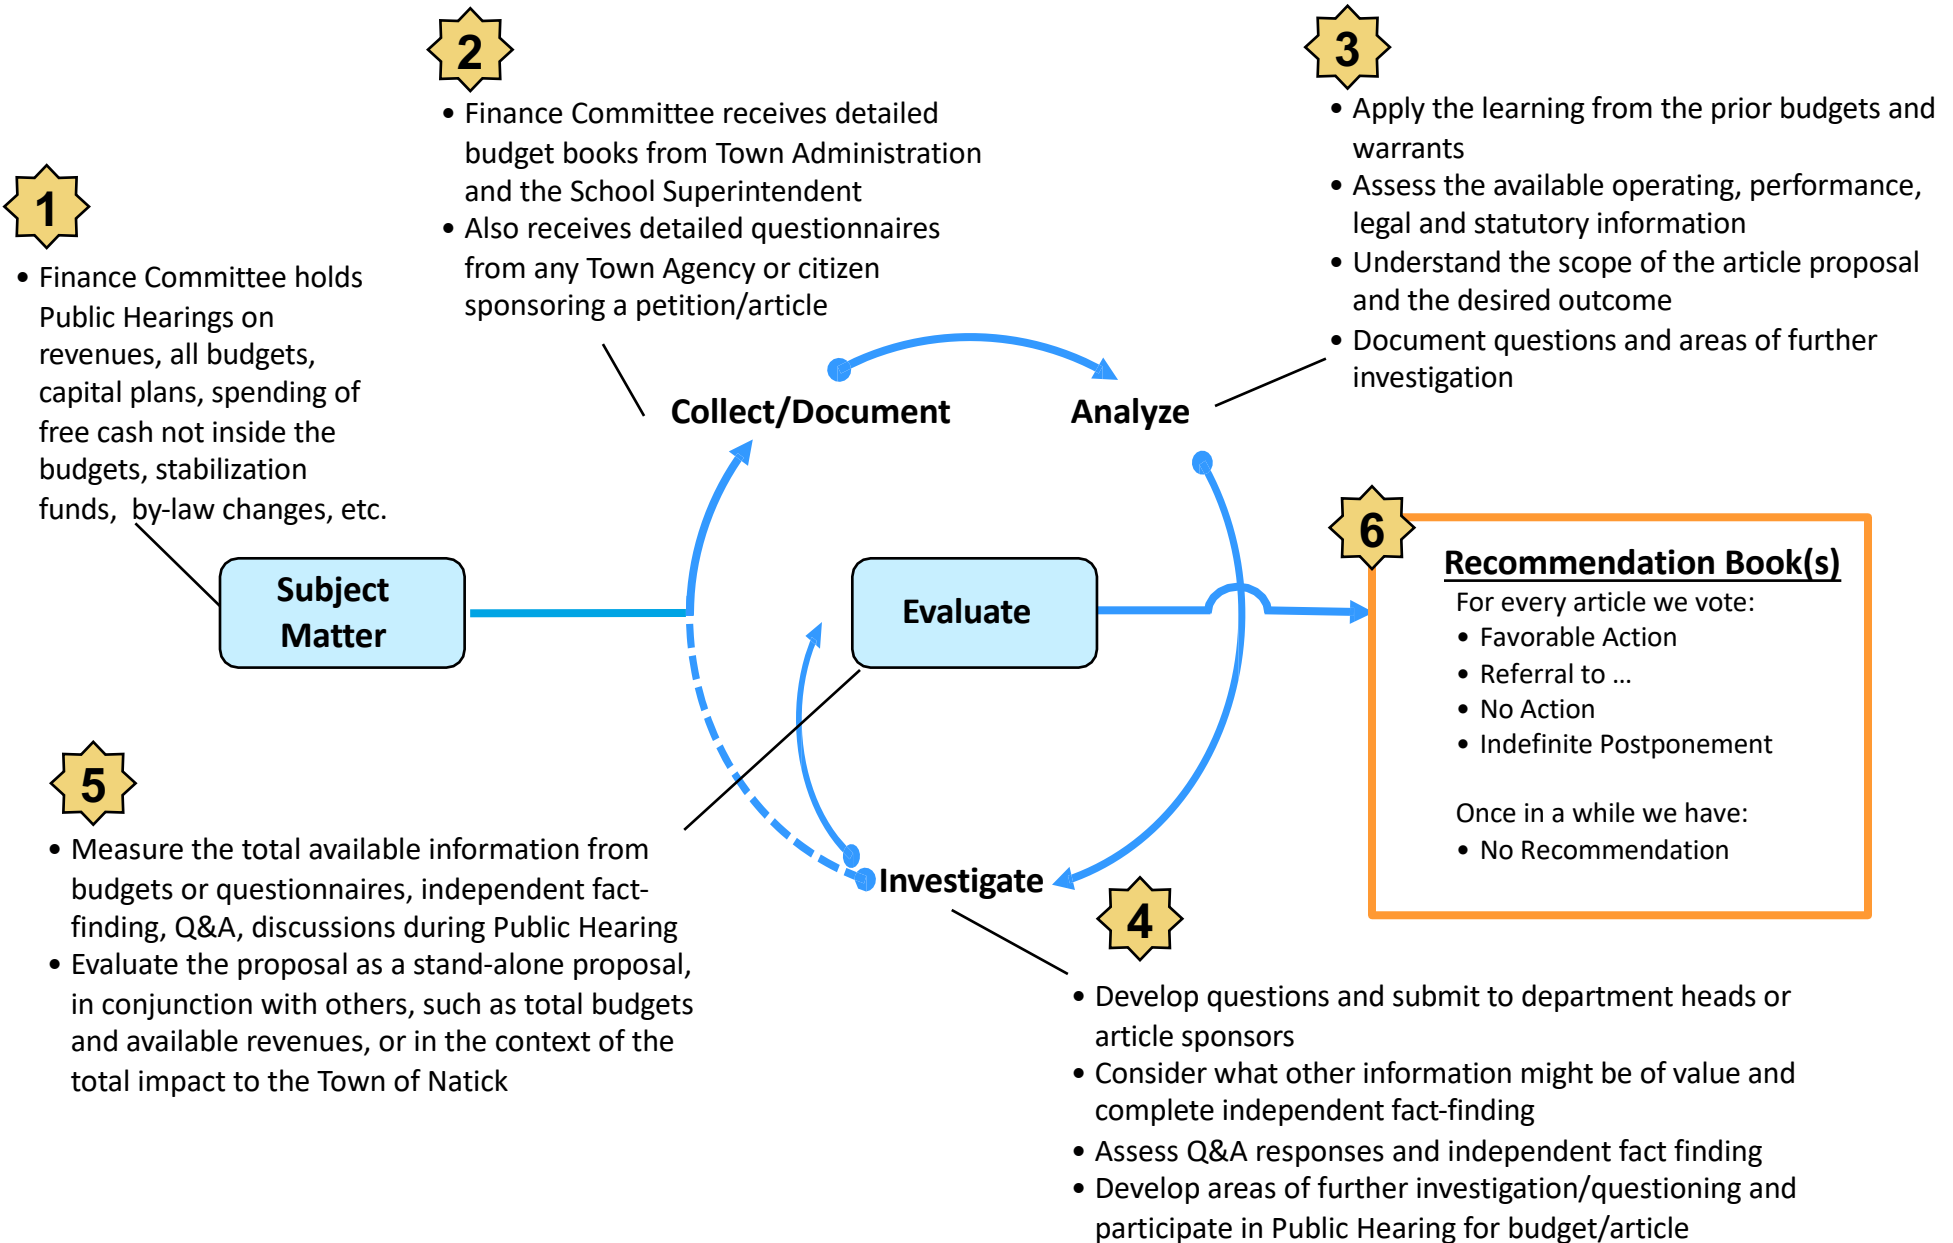 1
• Finance Committee holds
Public Hearings on
revenues, all budgets,
capital plans, spending of
free cash not inside the
budgets, stabilization
funds,  by-law changes, etc.
2
• Finance Committee receives detailed
budget books from Town Administration
and the School Superintendent
• Also receives detailed questionnaires
from any Town Agency or citizen
sponsoring a petition/article
3
• Apply the learning from the prior budgets and
warrants
• Assess the available operating, performance,
legal and statutory information
• Understand the scope of the article proposal
and the desired outcome
• Document questions and areas of further
investigation
Collect/Document
Analyze
Subject
Matter
Evaluate
Investigate
6
Recommendation Book(s)
For every article we vote:
• Favorable Action
• Referral to ...
• No Action
• Indefinite Postponement
Once in a while we have:
• No Recommendation
5
• Measure the total available information from
budgets or questionnaires, independent fact-
finding, Q&A, discussions during Public Hearing
• Evaluate the proposal as a stand-alone proposal,
in conjunction with others, such as total budgets
and available revenues, or in the context of the
total impact to the Town of Natick
4
• Develop questions and submit to department heads or
article sponsors
• Consider what other information might be of value and
complete independent fact-finding
• Assess Q&A responses and independent fact finding
• Develop areas of further investigation/questioning and
participate in Public Hearing for budget/article